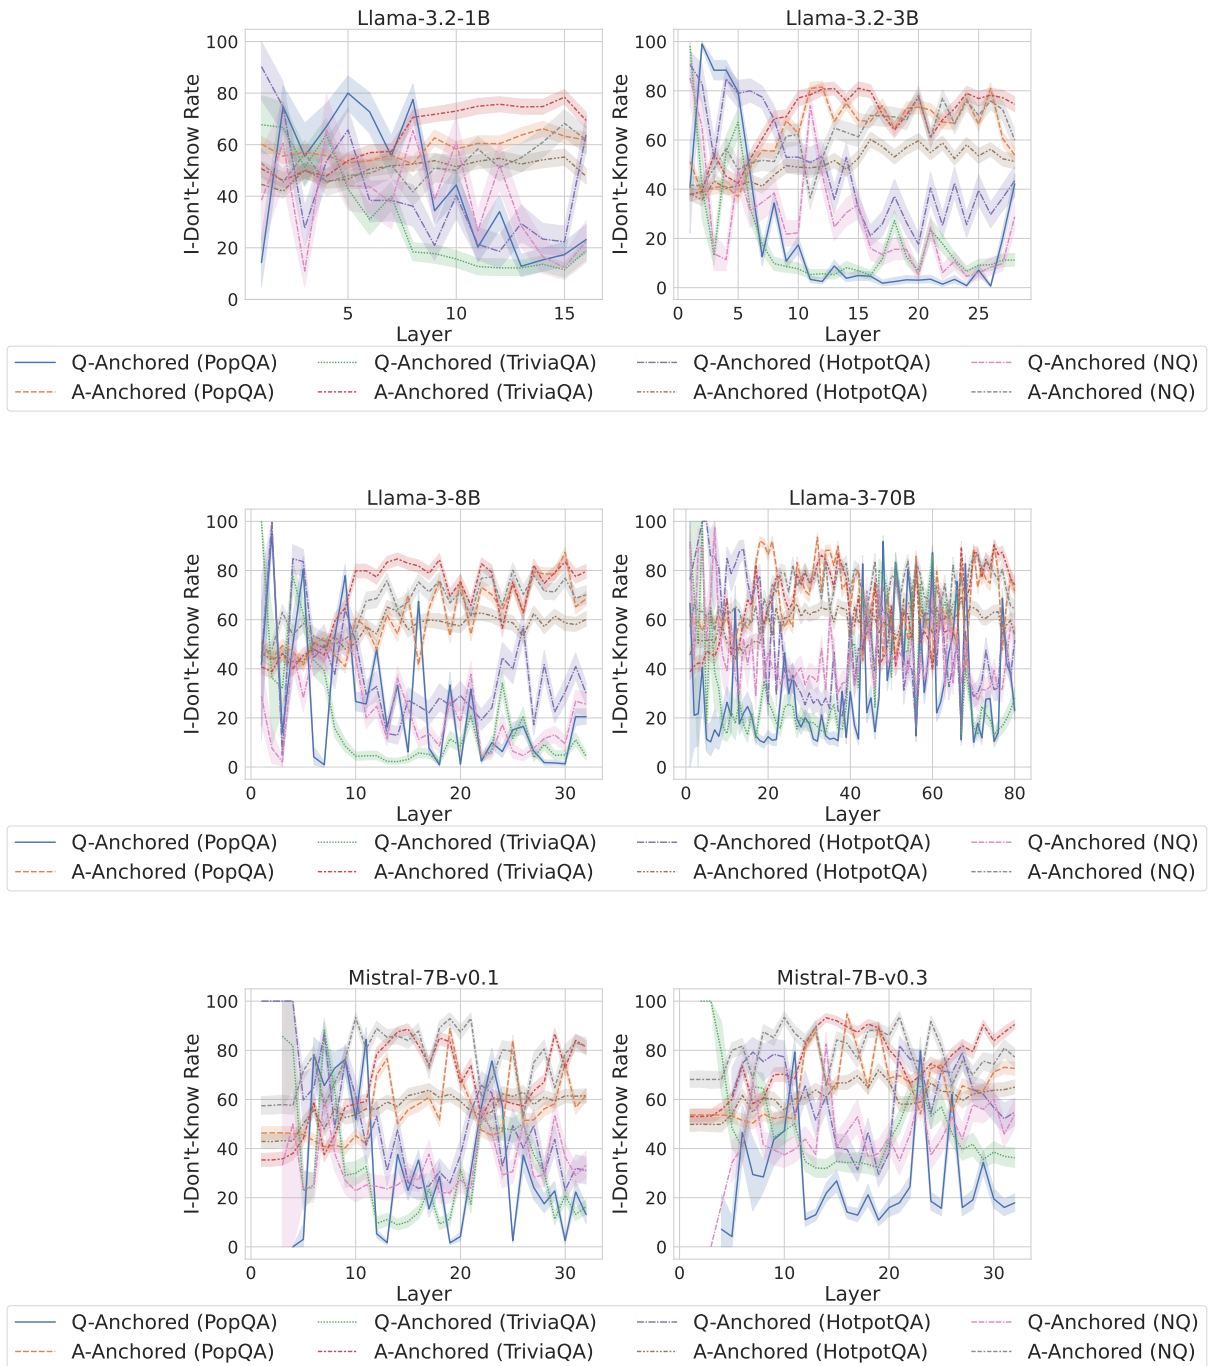 Llama-3.2-1B
I-Don't-Know Rate
100
80
60
40
20
0
5 10 15
Layer
Llama-3.2-3B
I-Don't-Know Rate
100
80
60
40
20
0
0 5 10 15 20 25
Layer
Q-Anchored (PopQA) Q-Anchored (TriviaQA) Q-Anchored (HotpotQA) Q-Anchored (NQ)
A-Anchored (PopQA) A-Anchored (TriviaQA) A-Anchored (HotpotQA) A-Anchored (NQ)
Llama-3-8B
I-Don't-Know Rate
100
80
60
40
20
0
0 10 20 30
Layer
Llama-3-70B
I-Don't-Know Rate
100
80
60
40
20
0
0 20 40 60 80
Layer
Q-Anchored (PopQA) Q-Anchored (TriviaQA) Q-Anchored (HotpotQA) Q-Anchored (NQ)
A-Anchored (PopQA) A-Anchored (TriviaQA) A-Anchored (HotpotQA) A-Anchored (NQ)
Mistral-7B-v0.1
I-Don't-Know Rate
100
80
60
40
20
0
0 10 20 30
Layer
Mistral-7B-v0.3
I-Don't-Know Rate
100
80
60
40
20
0
0 10 20 30
Layer
Q-Anchored (PopQA) Q-Anchored (TriviaQA) Q-Anchored (HotpotQA) Q-Anchored (NQ)
A-Anchored (PopQA) A-Anchored (TriviaQA) A-Anchored (HotpotQA) A-Anchored (NQ)